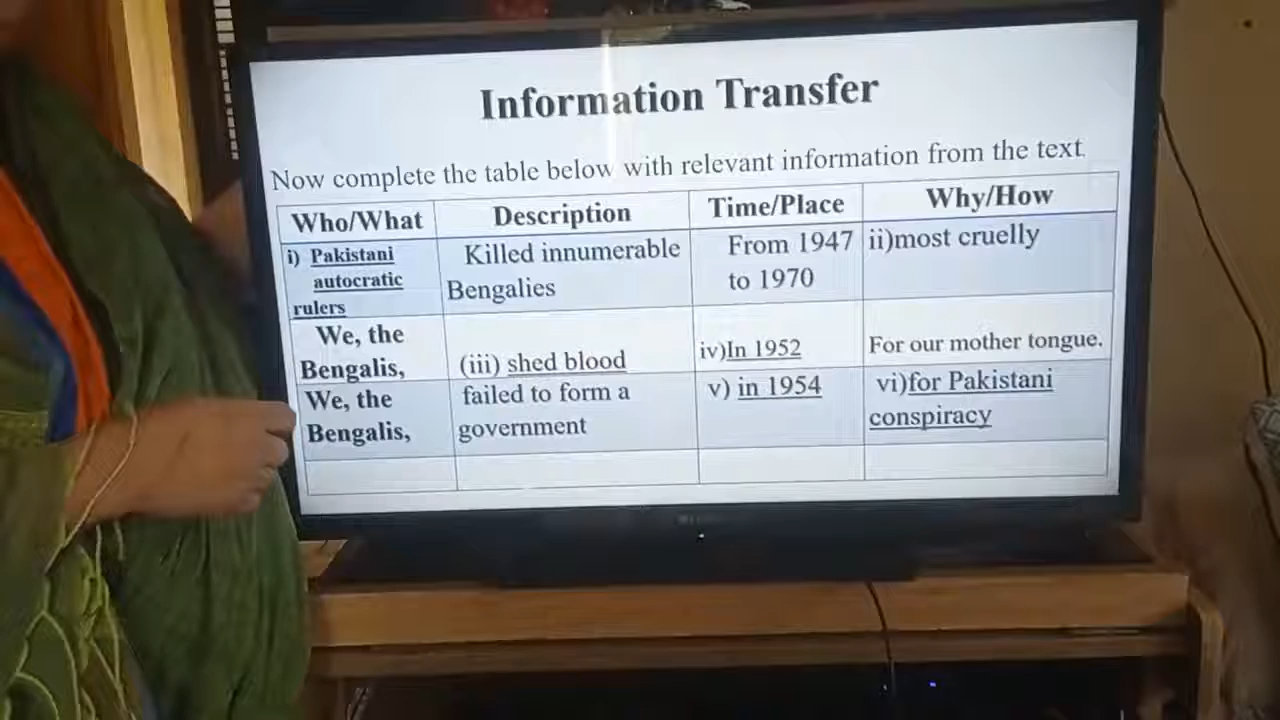 Information Transfer
Now complete the table below with relevant information from the text
Who/What Description Time/Place Why/How
i) Pakistani autocratic rulers
Killed innumerable Bengalies
From 1947 to 1970
ii)most cruelly
We, the Bengalis,
(iii) shed blood
iv)In 1952
For our mother tongue.
We, the Bengalis,
failed to form a government
v) in 1954
vi)for Pakistani conspiracy